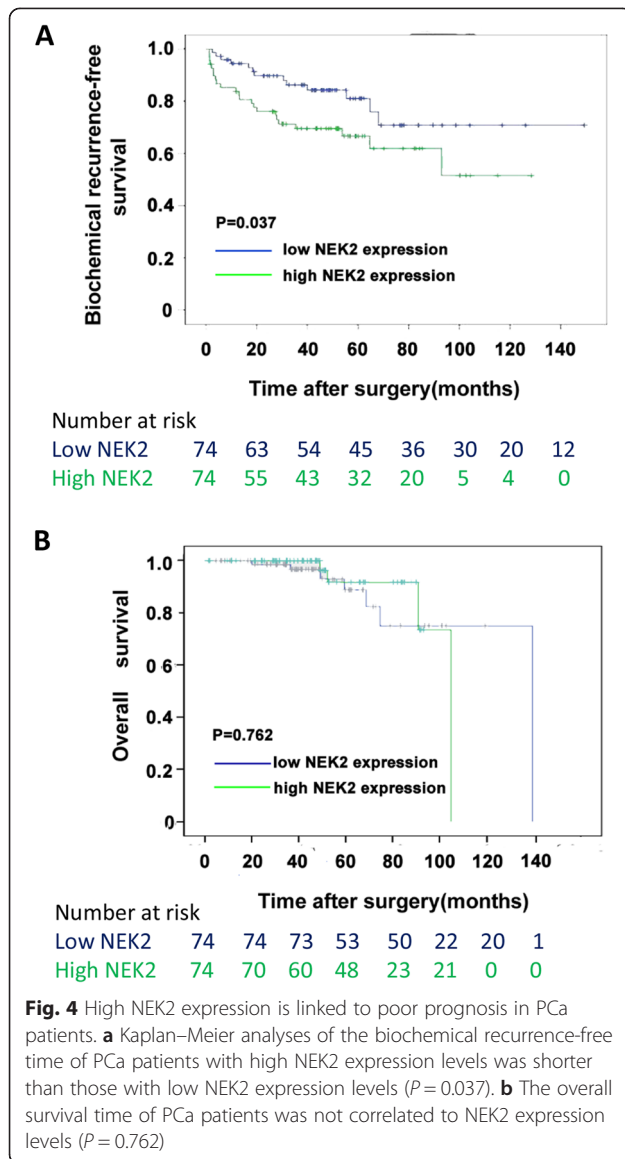 A
Biochemical recurrence-free
survival
1.0
0.8
0.6
0.4
0.2
0
P=0.037
low NEK2 expression
high NEK2 expression
0 20 40 60 80 100 120 140
Time after surgery(months)
Number at risk
Low NEK2 74 63 54 45 36 30 20 12
High NEK2 74 55 43 32 20 5 4 0
B
Overall survival
1.0
0.8
0 6
0.4
0.2
0
P=0.762
low NEK2 expression
high NEK2 expression
0 20 40 60 80 100 120 140
Time after surgery(months)
Number at risk
Low NEK2 74 74 73 53 50 22 20 1
High NEK2 74 70 60 48 23 21 0 0
Fig. 4 High NEK2 expression is linked to poor prognosis in PCa
patients. a Kaplan–Meier analyses of the biochemical recurrence-free
time of PCa patients with high NEK2 expression levels was shorter
than those with low NEK2 expression levels (P = 0.037). b The overall
survival time of PCa patients was not correlated to NEK2 expression
levels (P = 0.762)